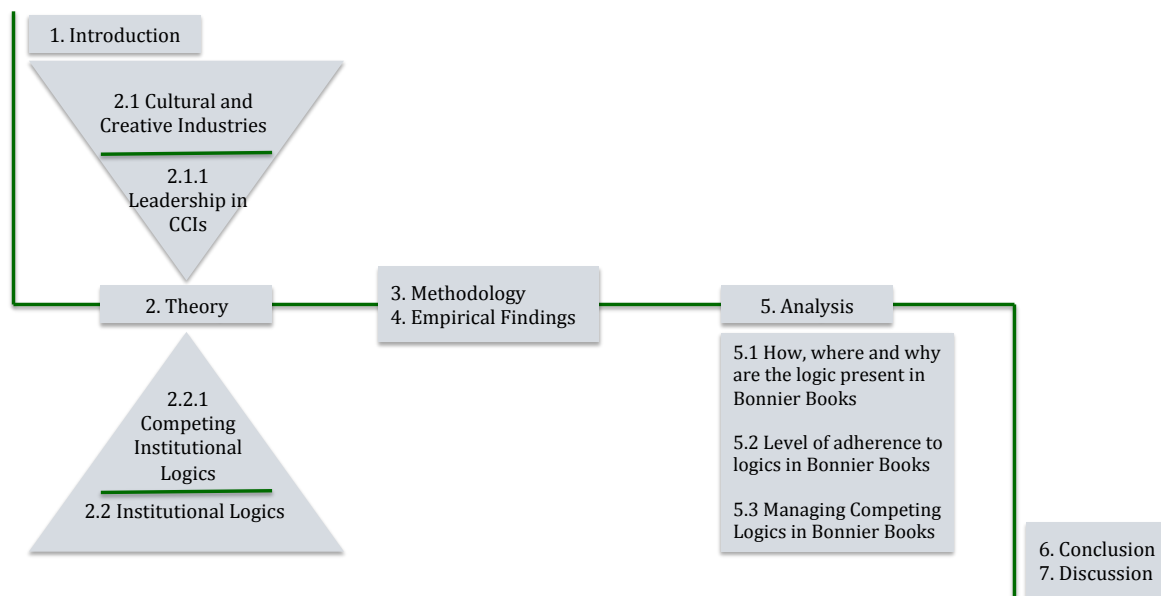 1. Introduction
2.1 Cultural and
Creative Industries
2.1.1
Leadership in
CCIs
2. Theory
2.2.1
Competing
Institutional
Logics
2.2 Institutional Logics
3. Methodology
4. Empirical Findings
5. Analysis
5.1 How, where and why
are the logic present in
Bonnier Books
5.2 Level of adherence to
logics in Bonnier Books
5.3 Managing Competing
Logics in Bonnier Books
6. Conclusion
7. Discussion